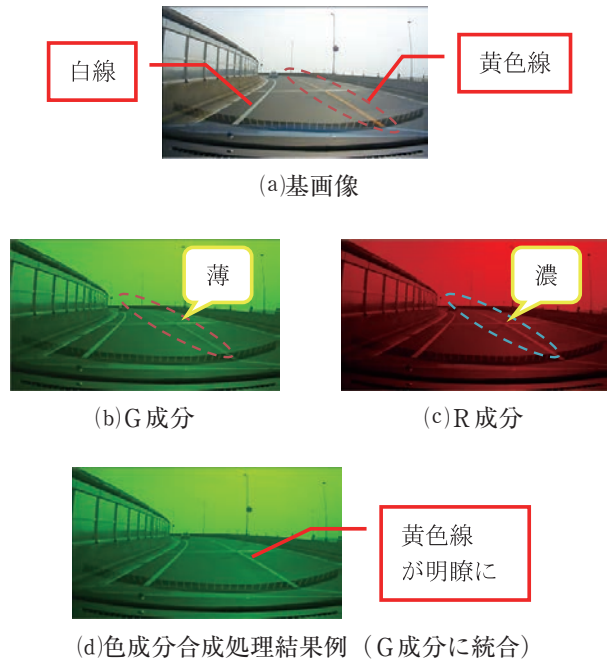 白線
黄色線
(a)基画像
薄
濃
(b)G成分
(c)R成分
黄色線
が明瞭に
(d)色成分合成処理結果例（G成分に統合）